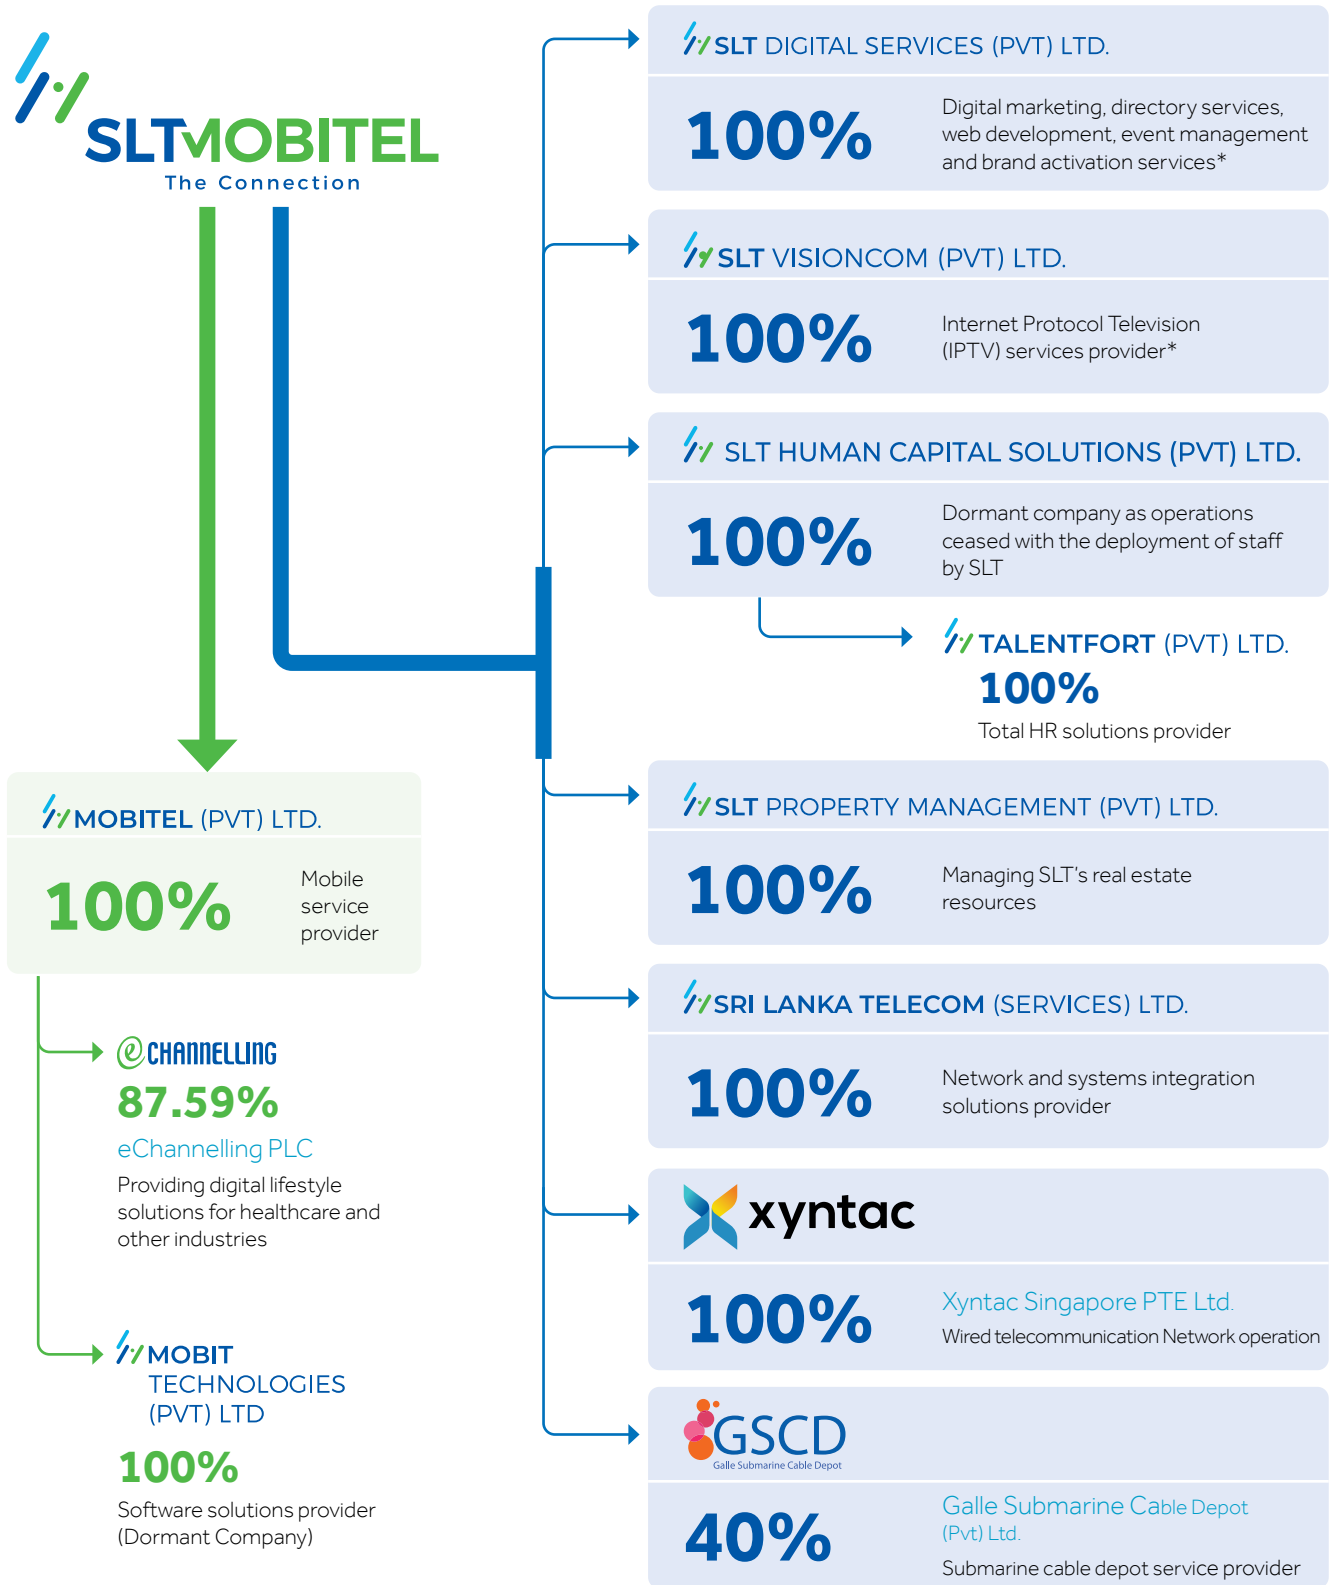 SLTMOBITEL
The Connection
SLT DIGITAL SERVICES (PVT) LTD.
100%
Digital marketing, directory services,
web development, event management
and brand activation services*
SLT VISIONCOM (PVT) LTD.
100%
Internet Protocol Television
(IPTV) services provider*
SLT HUMAN CAPITAL SOLUTIONS (PVT) LTD.
100%
Dormant company as operations
ceased with the deployment of staff
by SLT
TALENTFORT (PVT) LTD.
100%
Total HR solutions provider
MOBITEL (PVT) LTD.
100%
Mobile
service
provider
eCHANNELLING
87.59%
eChannelling PLC
Providing digital lifestyle
solutions for healthcare and
other industries
MOBIT
TECHNOLOGIES
(PVT) LTD
100%
Software solutions provider
(Dormant Company)
SLT PROPERTY MANAGEMENT (PVT) LTD.
100%
Managing SLT's real estate
resources
SRI LANKA TELECOM (SERVICES) LTD.
100%
Network and systems integration
solutions provider
xyntac
100%
Xyntac Singapore PTE Ltd.
Wired telecommunication Network operation
GSCD
Galle Submarine Cable Depot
40%
Galle Submarine Cable Depot
(Pvt) Ltd.
Submarine cable depot service provider